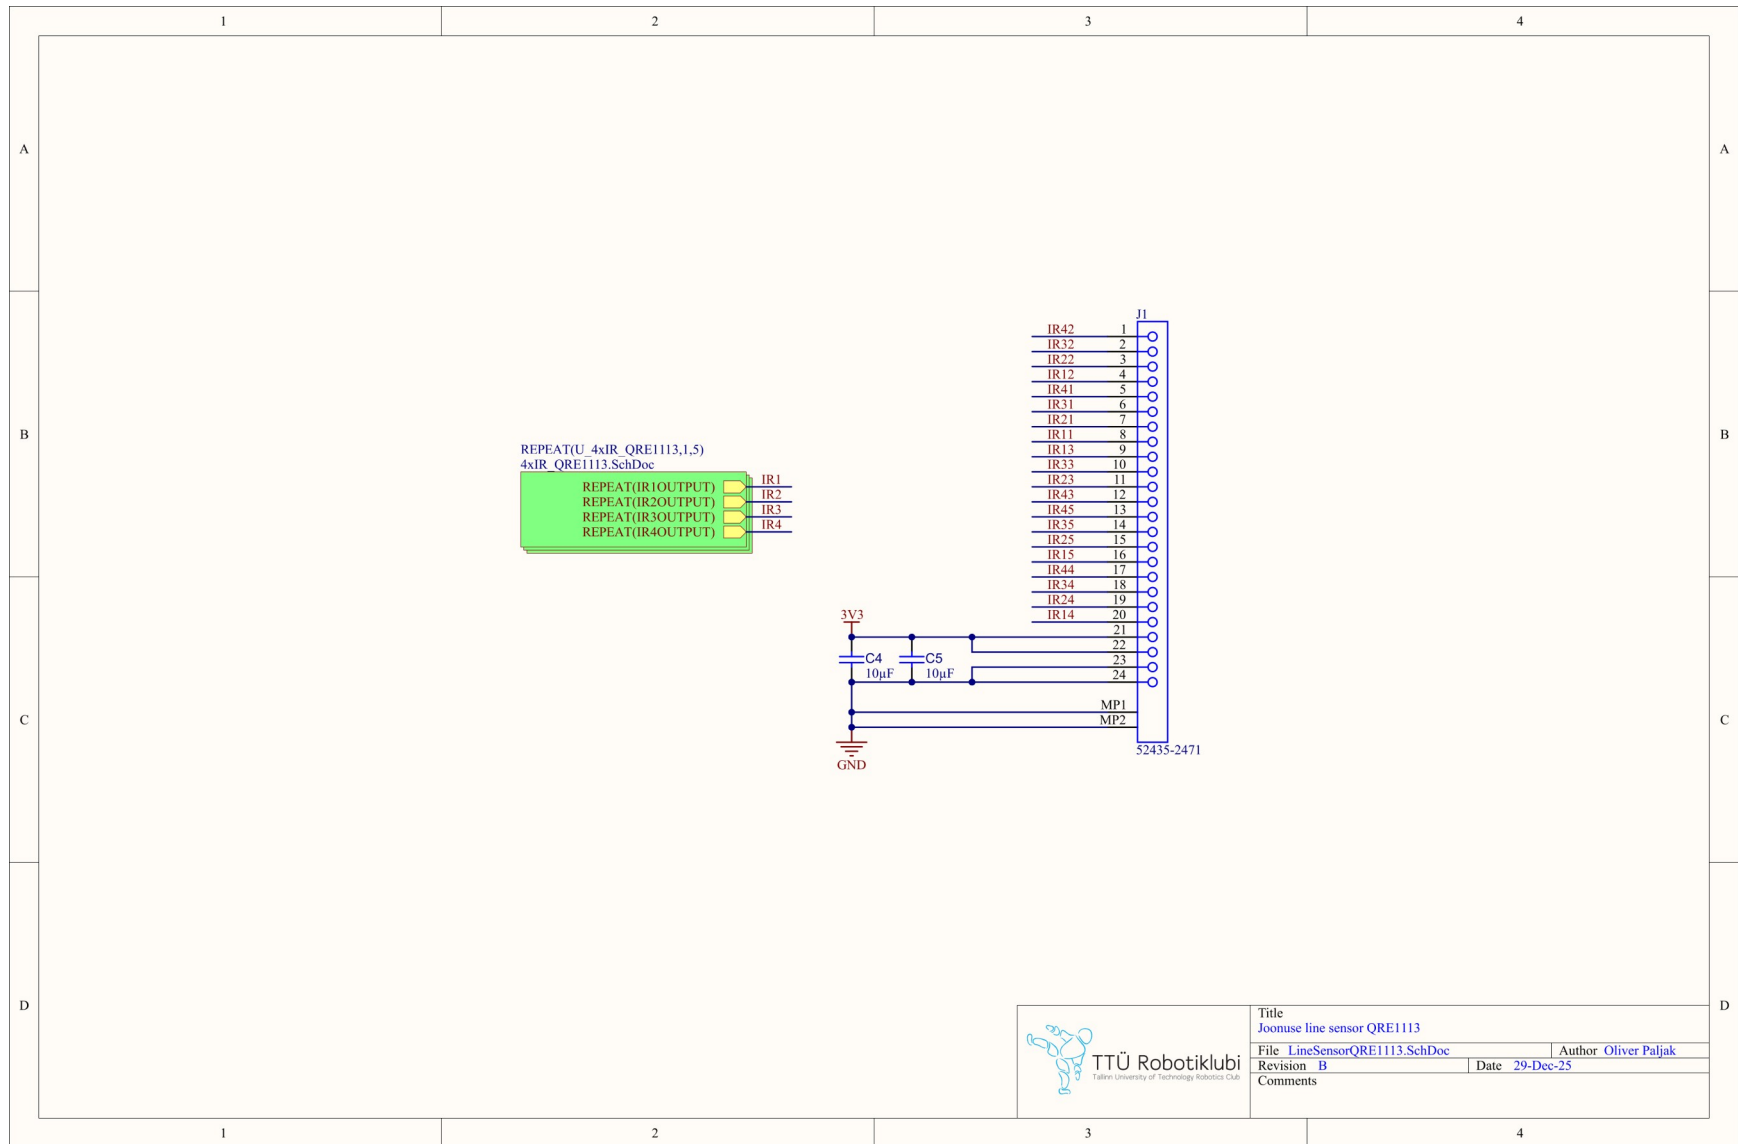 1 2 3 4
A A
J1
IR42 1
IR32 2
IR22 3
IR12 4
IR41 5
IR31 6
IR21 7
IR11 8
B B
IR13 9
IR33 10
IR23 11
IR43 12
IR45 13
IR35 14
IR25 15
IR15 16
IR44 17
IR34 18
IR24 19
IR14 20
21
22
23
24
MP1
MP2
52435-2471
REPEAT(U_4xIR_QRE1113,1,5)
4xIR_QRE1113.SchDoc
REPEAT(IR1OUTPUT) IR1
REPEAT(IR2OUTPUT) IR2
REPEAT(IR3OUTPUT) IR3
REPEAT(IR4OUTPUT) IR4
3V3
C4 C5
10µF 10µF
GND
C C
D D
TTÜ Robotiklubi
Tallinn University of Technology Robotics Club
Title
Joonuse line sensor QRE1113
File LineSensorQRE1113.SchDoc Author Oliver Paljak
Revision B Date 29-Dec-25
Comments
1 2 3 4